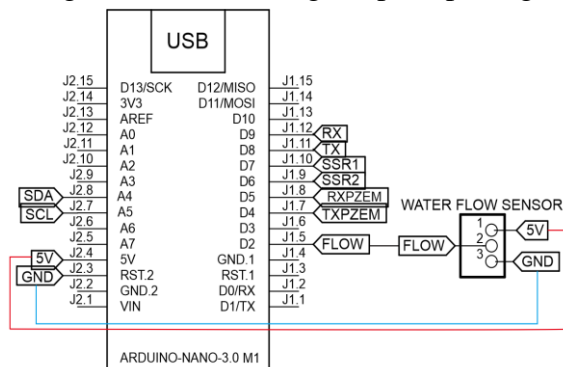 USB
J2.15 D13/SCK D12/MISO J1.15
J2.14 3V3 D11/MOSI J1.14
J2.13 AREF D10 J1.13
J2.12 A0 D9 J1.12 RX
J2.11 A1 D8 J1.11 TX
J2.10 A2 D7 J1.10 SSR1
J2.9 A3 D6 J1.9 SSR2
SDA J2.8 A4 D5 J1.8 RXPZEM
SCL J2.7 A5 D4 J1.7 TXPZEM
WATER FLOW SENSOR
J2.6 A6 D3 J1.6
1 5V
J2.5 A7 D2 J1.5 FLOW FLOW 2
5V J2.4 5V GND.1 J1.4
3 GND
GND J2.3 RST.2 RST.1 J1.3
J2.2 GND.2 D0/RX J1.2
J2.1 VIN D1/TX J1.1
ARDUINO-NANO-3.0 M1